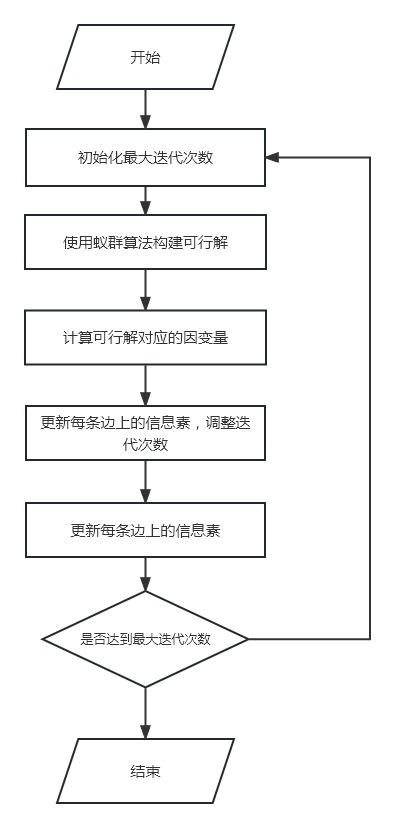 开始
初始化最大迭代次数
使用蚁群算法构建可行解
计算可行解对应的因变量
更新每条边上的信息素，调整迭
代次数
更新每条边上的信息素
是否达到最大迭代次数
结束